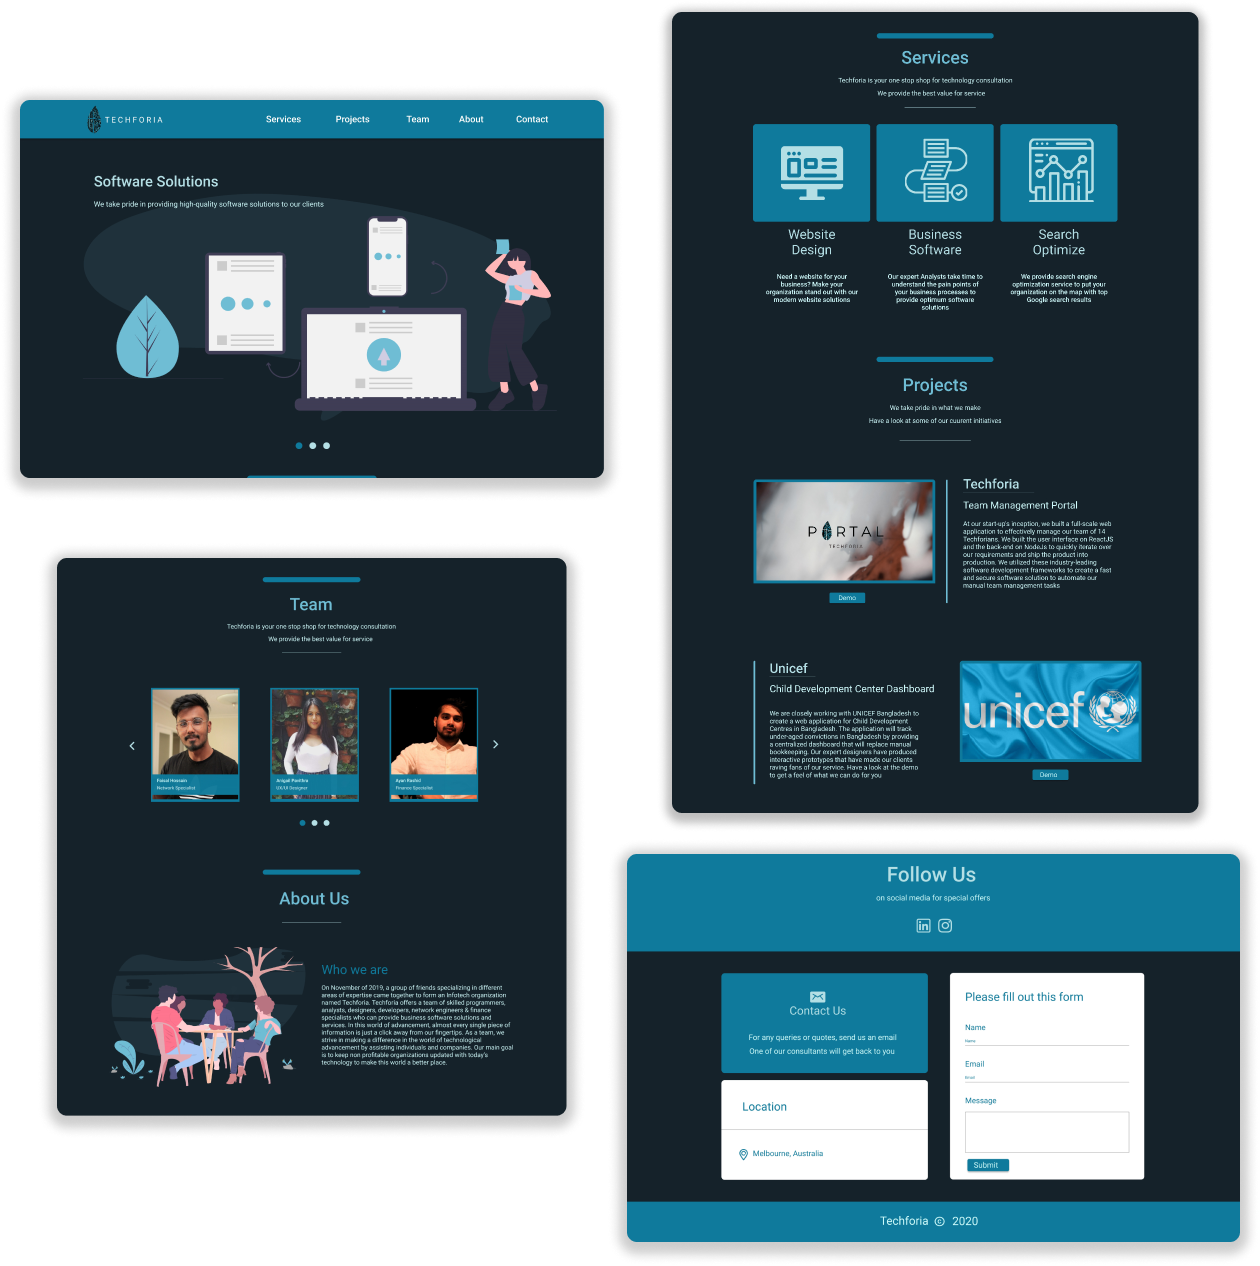 TECHFORIA
Services
Projects
Team
About
Contact
Software Solutions
We take pride in providing high-quality software solutions to our clients
Services
Techforia is your one stop shop for technology consultation
We provide the best value for service
Website
Design
Need a website for your
business? Make your
organization stand out with our
modern website solutions
Business
Software
Our expert Analysts take time to
understand the pain points of
your business processes to
provide optimum software
solutions
Search
Optimize
We provide search engine
optimization service to put your
organization on the map with top
Google search results
Projects
We take pride in what we make
Have a look at some of our cuurent initiatives
PORTAL
TECHFORIA
Demo
Techforia
Team Management Portal
At our start-up's inception, we built a full-scale web
application to effectively manage our team of 14
Techforians. We built the user interface on ReactJS
and the back-end on NodeJs to quickly iterate over
our requirements and ship the product into
production. We utilized these industry-leading
software development frameworks to create a fast
and secure software solution to automate our
manual team management tasks.
Unicef
Child Development Center Dashboard
We are closely working with UNICEF Bangladesh to
create a web application for Child Development
Centres in Bangladesh. The application will track
under-aged convictions in Bangladesh by providing
a centralized dashboard that will replace manual
bookkeeping. Our expert designers have produced
interactive prototypes that have made our clients
raving fans of our service. Have a look at the demo
to get a feel of what we can do for you
unicef
Demo
Team
Techforia is your one stop shop for technology consultation
We provide the best value for service
Faisal Hossain
Network Specialist
UX/UI Designer
Finance Specialist
About Us
Who we are
On November of 2019, a group of friends specializing in different
areas of expertise came together to form an Infotech organization
named Techforia. Techforia offers a team of skilled programmers,
analysts, designers, developers, network engineers & finance
specialists who can provide business software solutions and
services. In this world of advancement, almost every single piece of
information is just a click away from our fingertips. As a team, we
strive in making a difference in the world of technological
advancement by assisting individuals and companies. Our main goal
is to keep non profitable organizations updated with today's
technology to make this world a better place.
Follow Us
on social media for special offers
in
Contact Us
For any queries or quotes, send us an email
One of our consultants will get back to you
Location
Melbourne, Australia
Please fill out this form
Name
Name
Email
Email
Message
Submit
Techforia © 2020